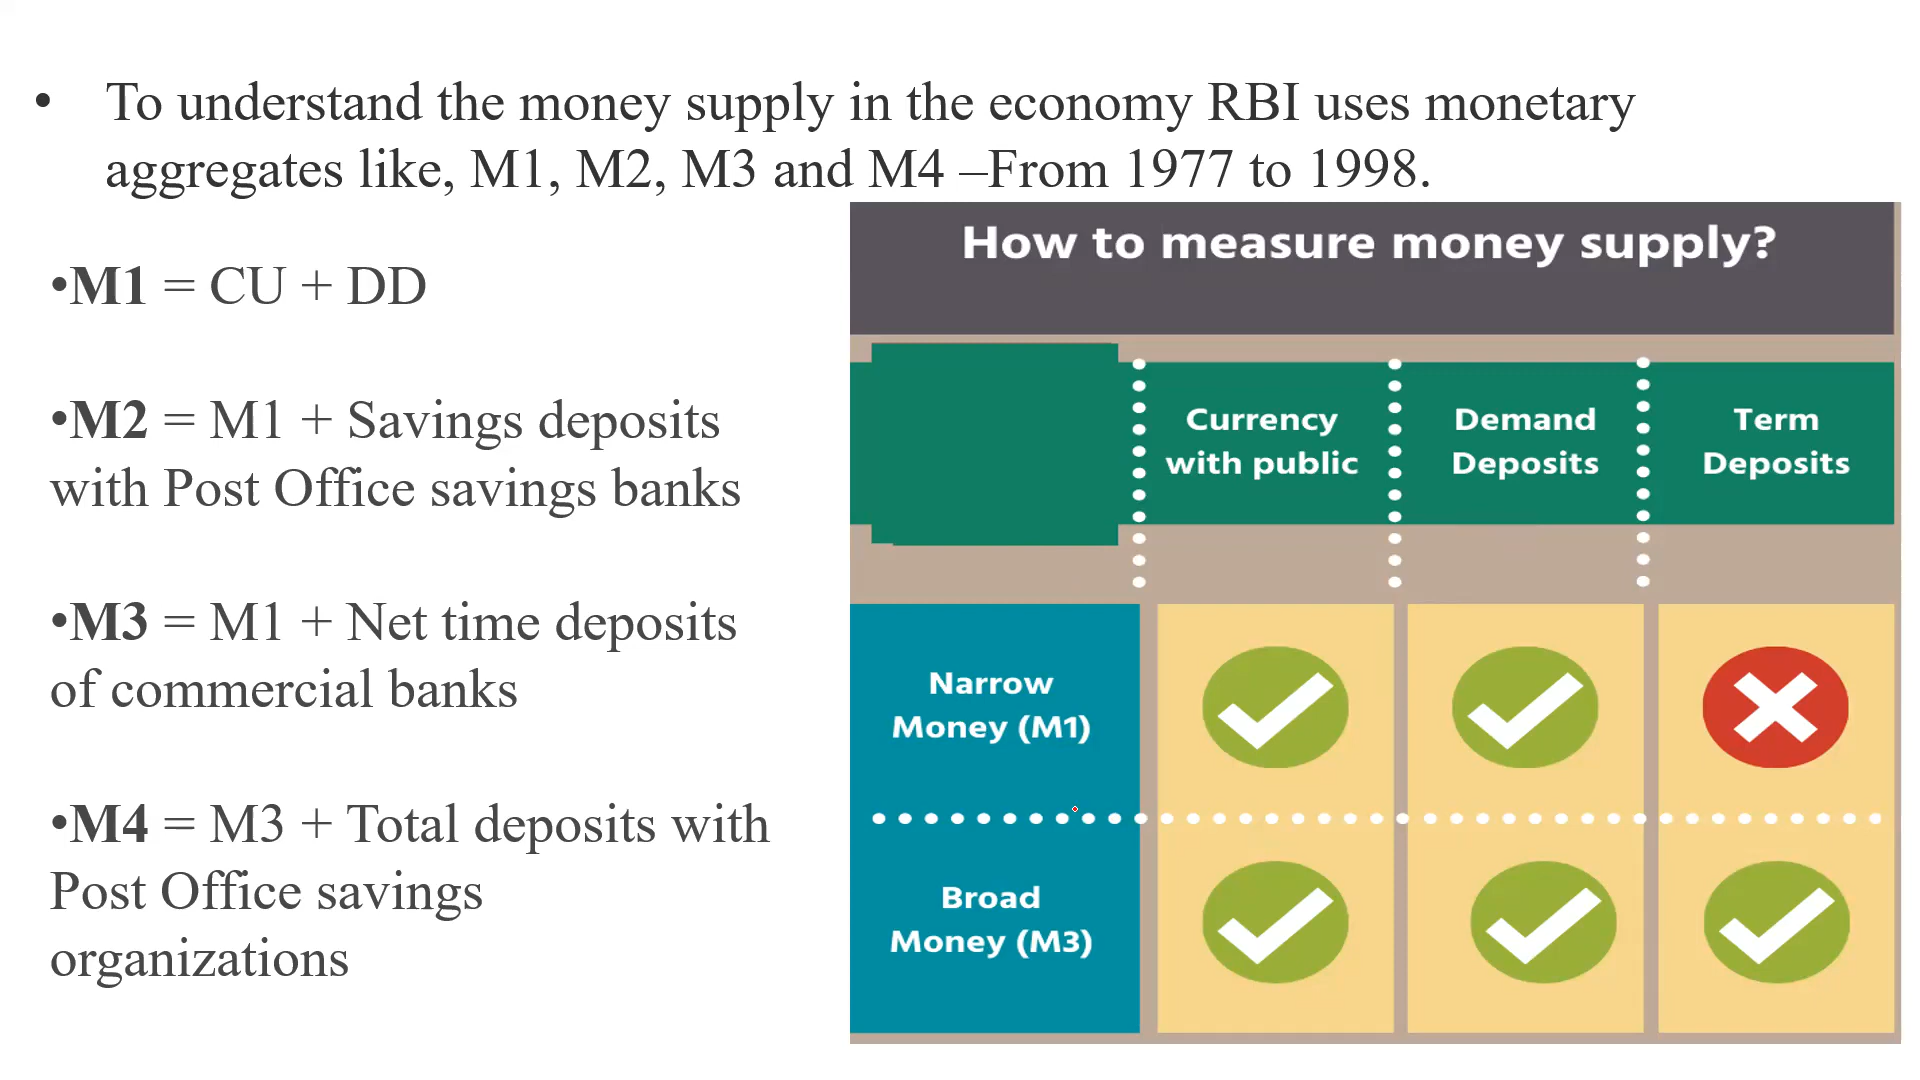 • To understand the money supply in the economy RBI uses monetary
aggregates like, M1, M2, M3 and M4 –From 1977 to 1998.
•M1 = CU + DD
•M2 = M1 + Savings deposits
with Post Office savings banks
•M3 = M1 + Net time deposits
of commercial banks
•M4 = M3 + Total deposits with
Post Office savings
organizations
How to measure money supply?
Currency
with public
Demand
Deposits
Term
Deposits
Narrow
Money (M1)
Broad
Money (M3)